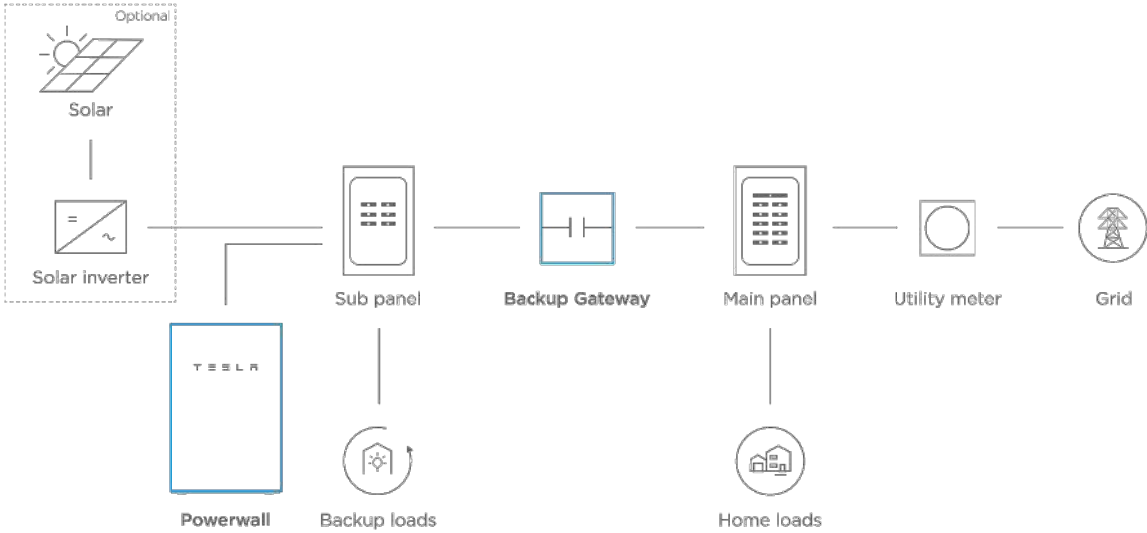 Optional
Solar
Solar inverter
Sub panel
Backup Gateway
Main panel
Utility meter
Grid
TESLA
Powerwall
Backup loads
Home loads